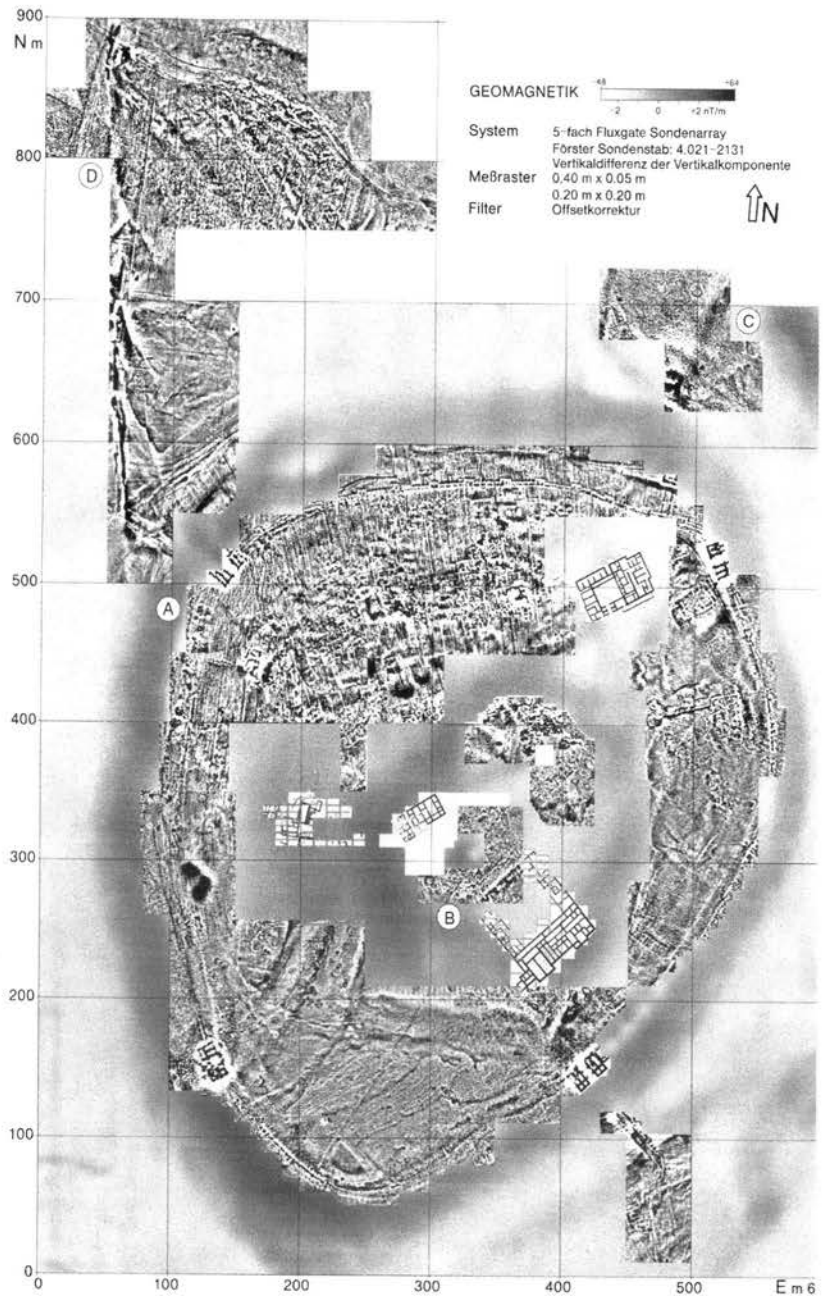 900
N m
800
700
600
500
400
300
200
100
0
0 100 200 300 400 500 E m 6
GEOMAGNETIK
-48 +64
-2 0 +2 nT/m
System 5-fach Fluxgate Sondenarray
Förster Sondenstab: 4.021-2131
Vertikaldifferenz der Vertikalkomponente
Meßraster 0.40 m x 0.05 m
0.20 m x 0.20 m
Filter Offsetkorrektur
N
D
C
A
B